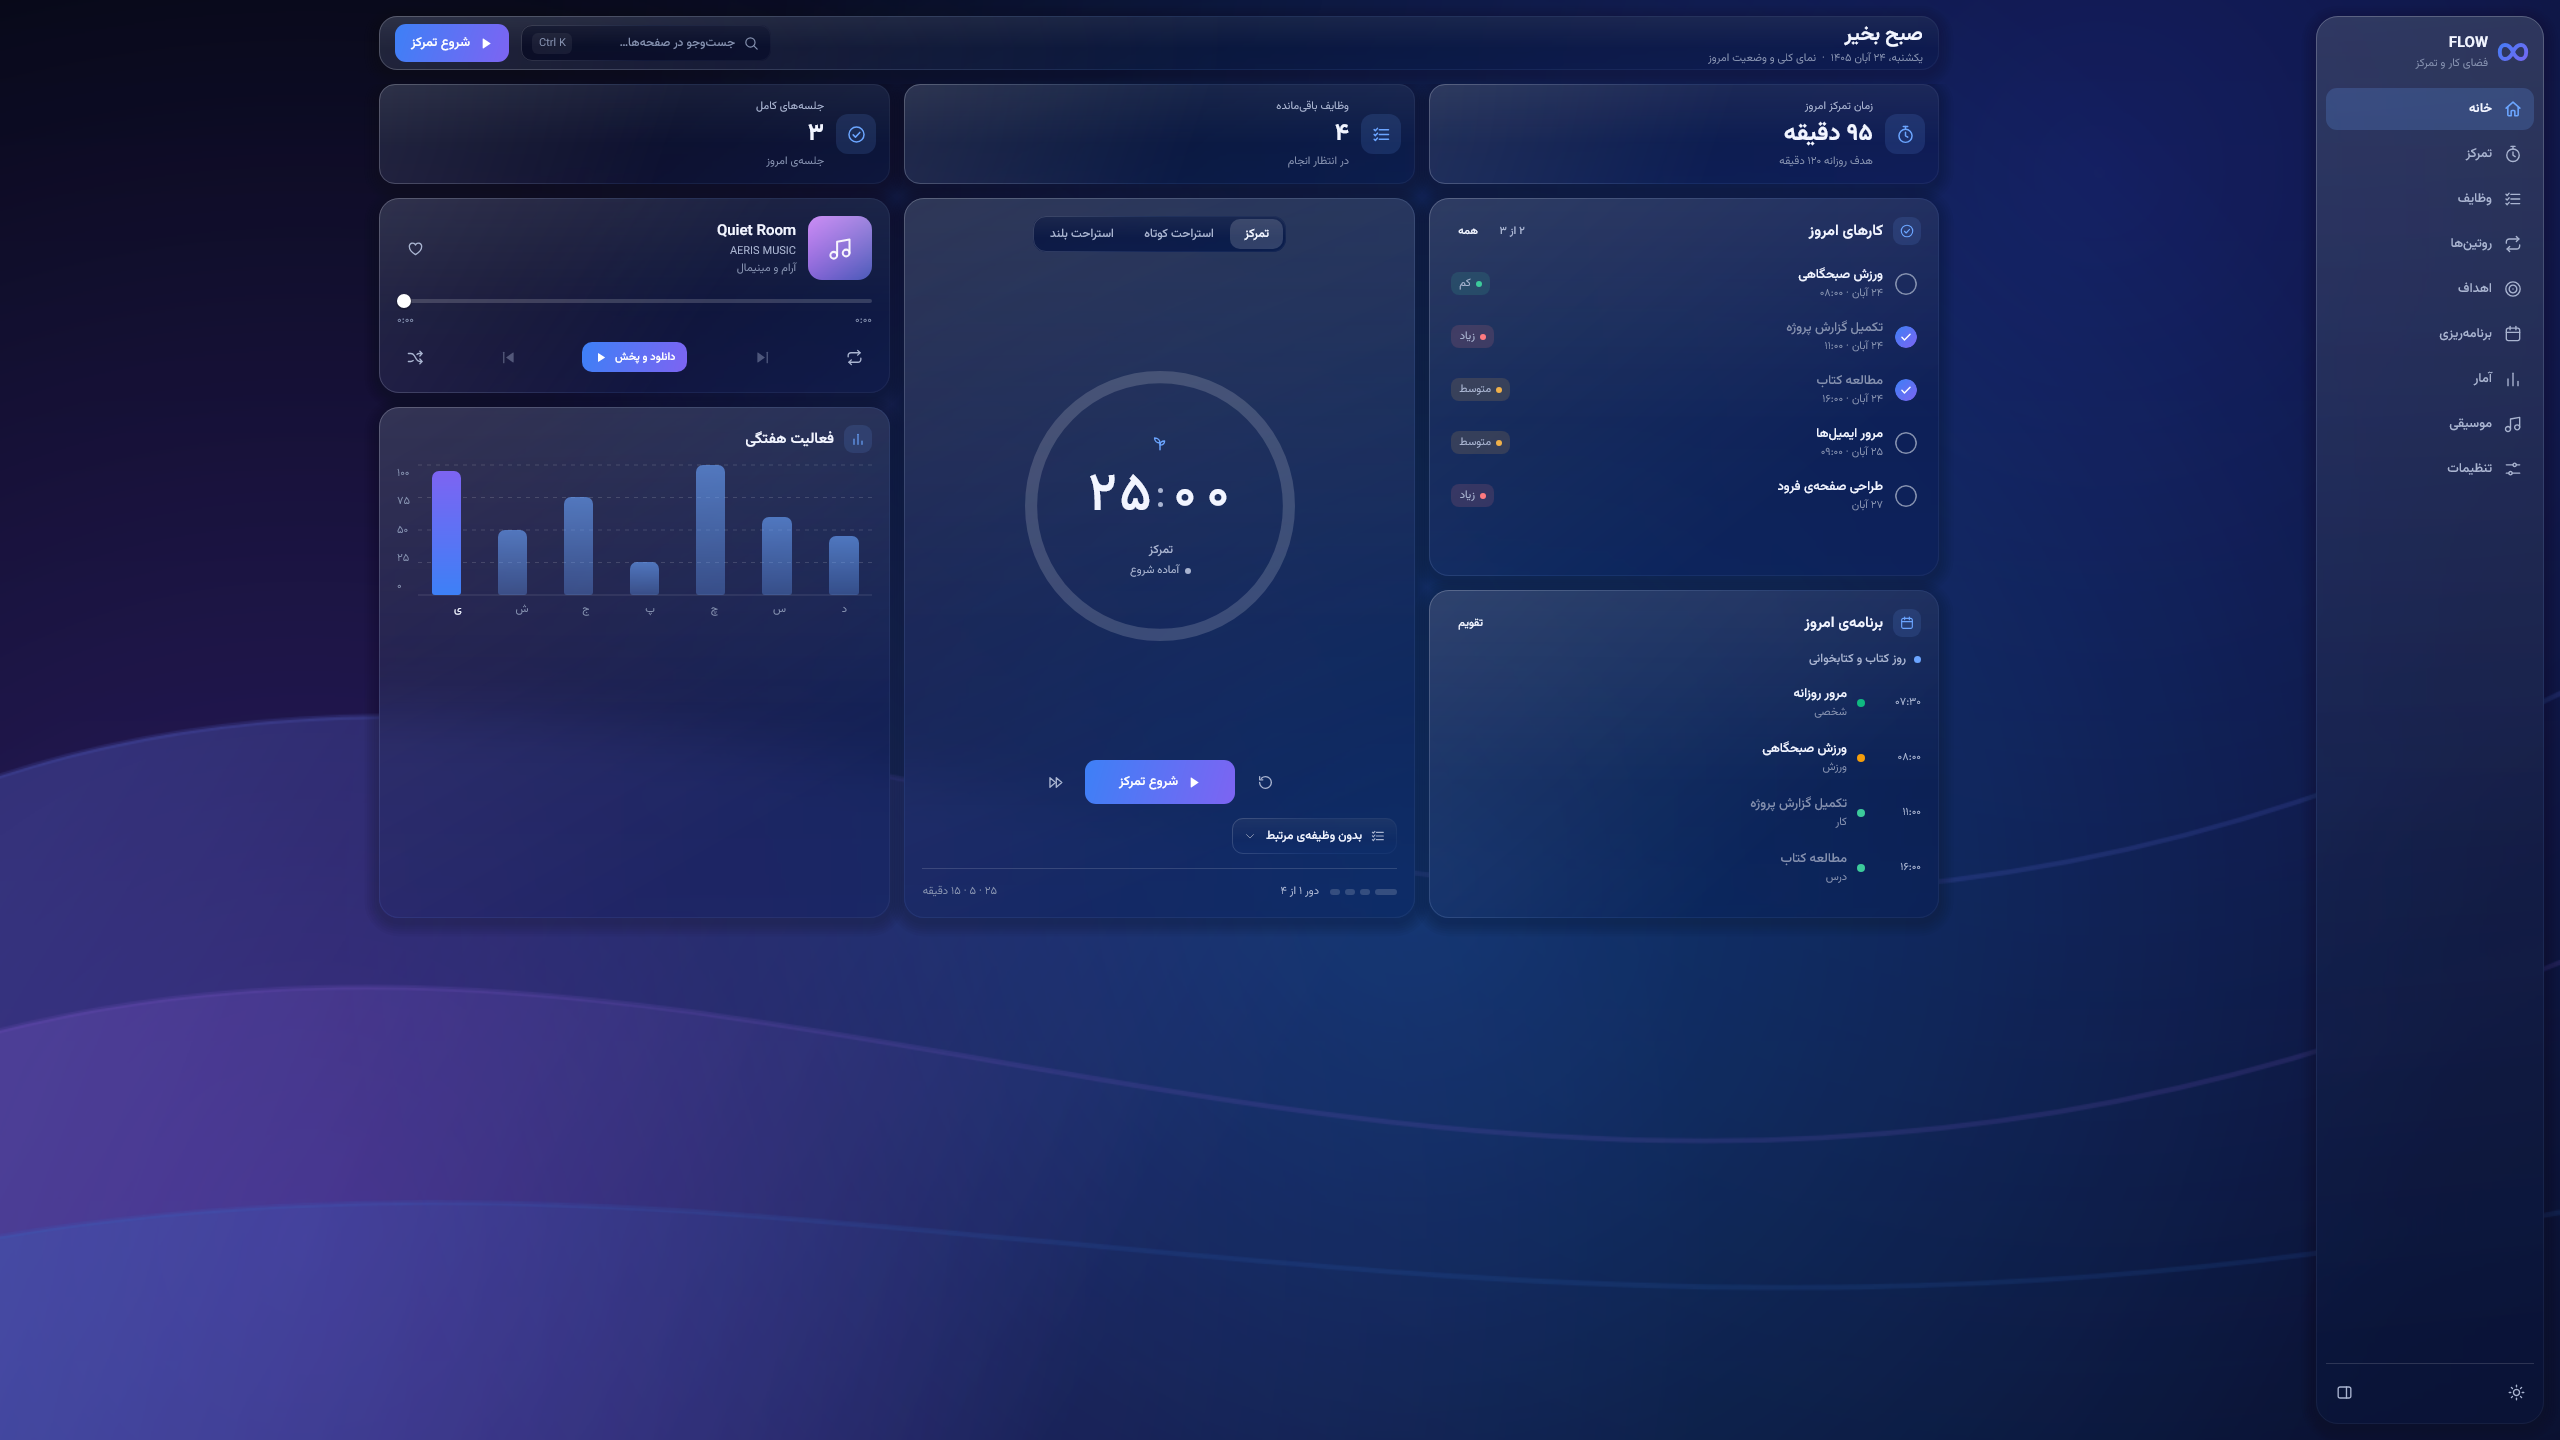 FLOW
فضای کار و تمرکز
خانه
تمرکز
وظایف
روتین‌ها
اهداف
برنامه‌ریزی
آمار
موسیقی
تنظیمات
صبح بخیر
یکشنبه، ۲۴ آبان ۱۴۰۵ · نمای کلی و وضعیت امروز
جست‌وجو در صفحه‌ها...
Ctrl K
شروع تمرکز
زمان تمرکز امروز
۹۵ دقیقه
هدف روزانه ۱۲۰ دقیقه
وظایف باقی‌مانده
۴
در انتظار انجام
جلسه‌های کامل
۳
جلسه‌ی امروز
کارهای امروز
۲ از ۳
همه
ورزش صبحگاهی
۲۴ آبان · ۰۸:۰۰
کم
تکمیل گزارش پروژه
۲۴ آبان · ۱۱:۰۰
زیاد
مطالعه کتاب
۲۴ آبان · ۱۶:۰۰
متوسط
مرور ایمیل‌ها
۲۵ آبان · ۰۹:۰۰
متوسط
طراحی صفحه‌ی فرود
۲۷ آبان
زیاد
برنامه‌ی امروز
تقویم
روز کتاب و کتابخوانی
۰۷:۳۰
مرور روزانه
شخصی
۰۸:۰۰
ورزش صبحگاهی
ورزش
۱۱:۰۰
تکمیل گزارش پروژه
کار
۱۶:۰۰
مطالعه کتاب
درس
تمرکز
استراحت کوتاه
استراحت بلند
۲۵:۰۰
تمرکز
آماده شروع
شروع تمرکز
بدون وظیفه‌ی مرتبط
دور ۱ از ۴
۲۵ · ۵ · ۱۵ دقیقه
Quiet Room
AERIS MUSIC
آرام و مینیمال
۰:۰۰
۰:۰۰
دانلود و پخش
فعالیت هفتگی
۱۰۰
۷۵
۵۰
۲۵
۰
د
س
چ
پ
ج
ش
ی